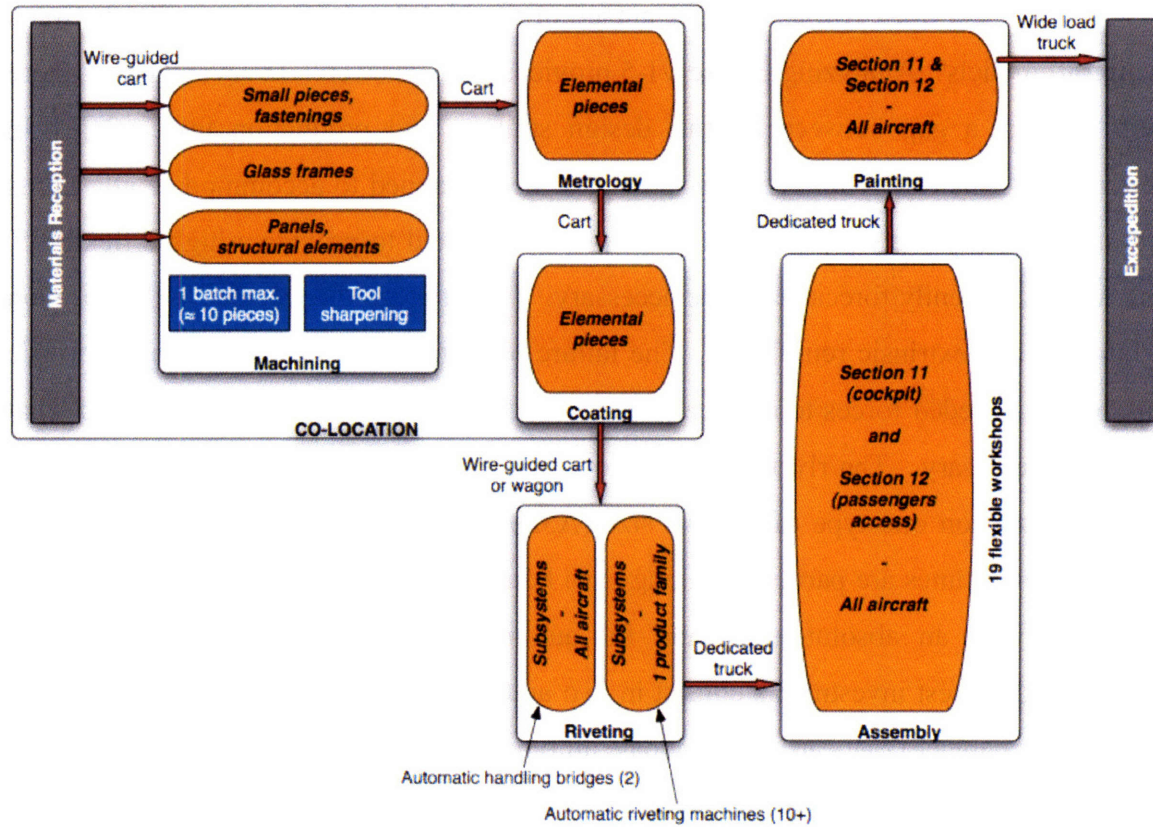 Materials Reception
Wire-guided
cart
Small pieces,
fastenings
Glass frames
Panels,
structural elements
1 batch max.
(≈ 10 pieces)
Tool
sharpening
Machining
CO-LOCATION
Cart
Elemental
pieces
Metrology
Cart
Elemental
pieces
Coating
Wire-guided cart
or wagon
Subsystems
-
All aircraft
Subsystems
-
1 product family
Riveting
Automatic handling bridges (2)
Automatic riveting machines (10+)
Dedicated
truck
Section 11
(cockpit)
and
Section 12
(passengers
access)
-
All aircraft
19 flexible workshops
Assembly
Dedicated truck
Section 11 &
Section 12
-
All aircraft
Painting
Wide load
truck
Excepedition